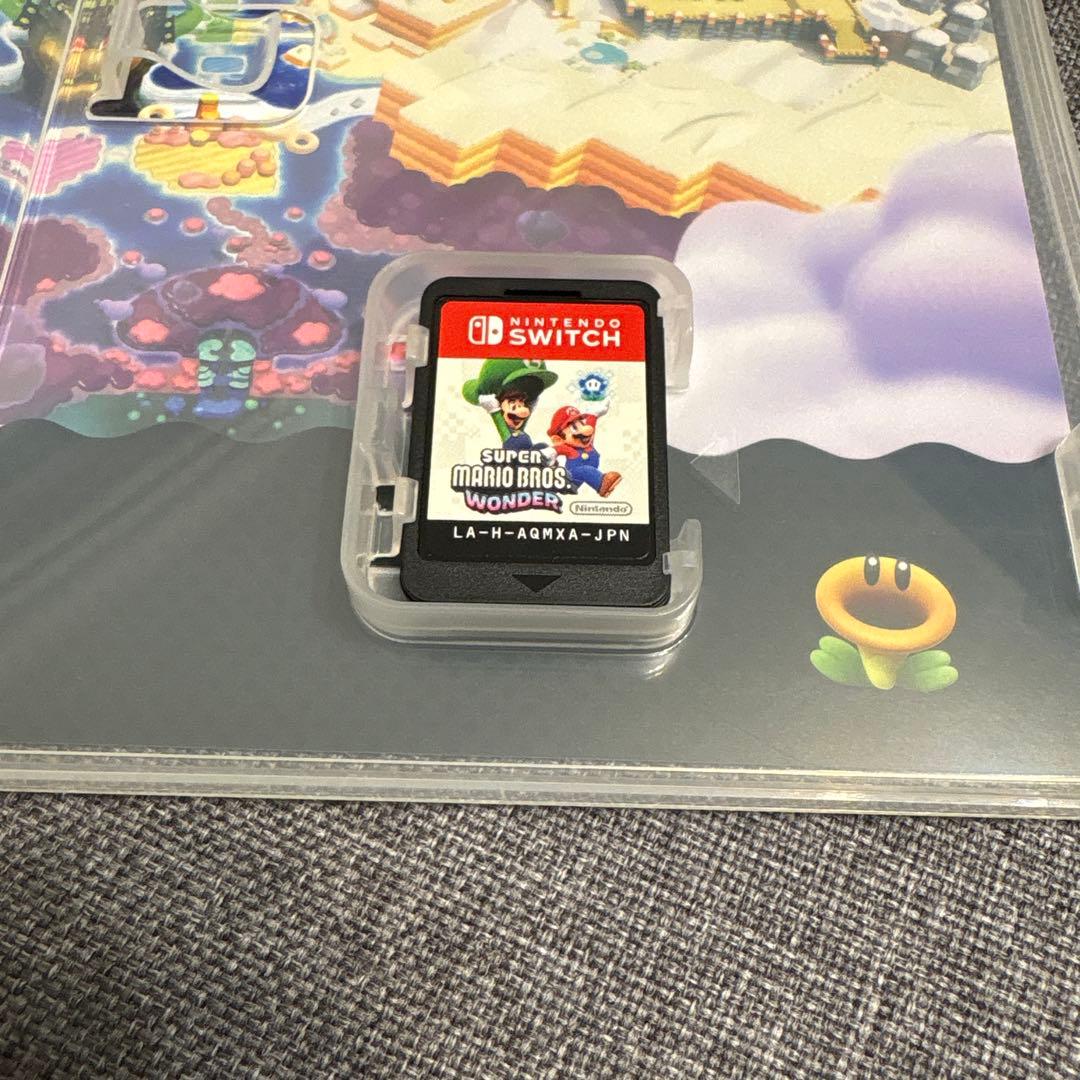 NINTENDO
SWITCH
SUPER
MARIO BROS.
WONDER
Nintendo
LA-H-AQMXA-JPN